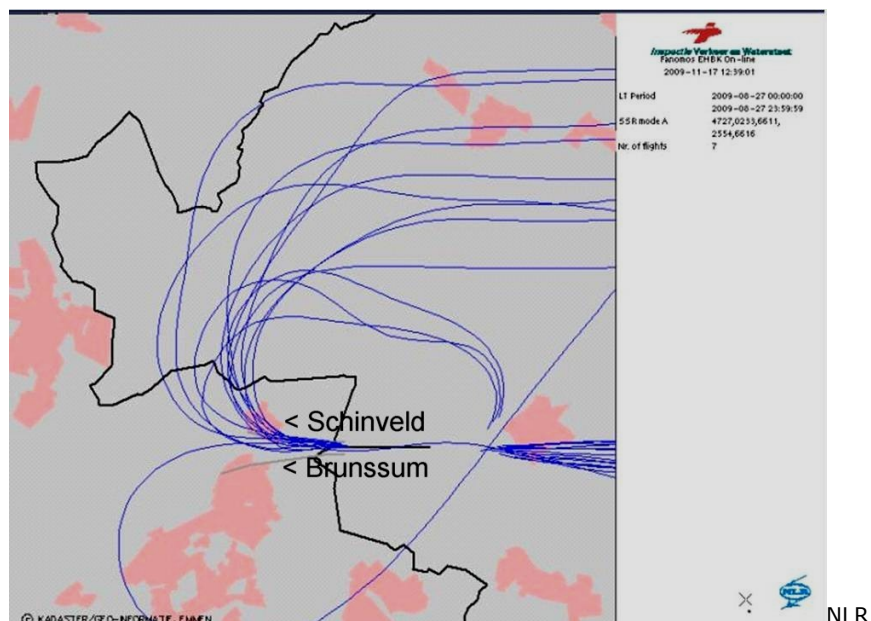 Inspectie Verkeer en Waterstaat
Fanomos EHBK On-line
2009-11-17 12:39:01
LT Period 2009-08-27 00:00:00
2009-08-27 23:59:59
SSR mode A 4727,0233,6611,
2554,6616
Nr. of flights 7
< Schinveld
< Brunssum
© KADASTER/GEO-INFORMATIE, EMMEN
NLR
NLR